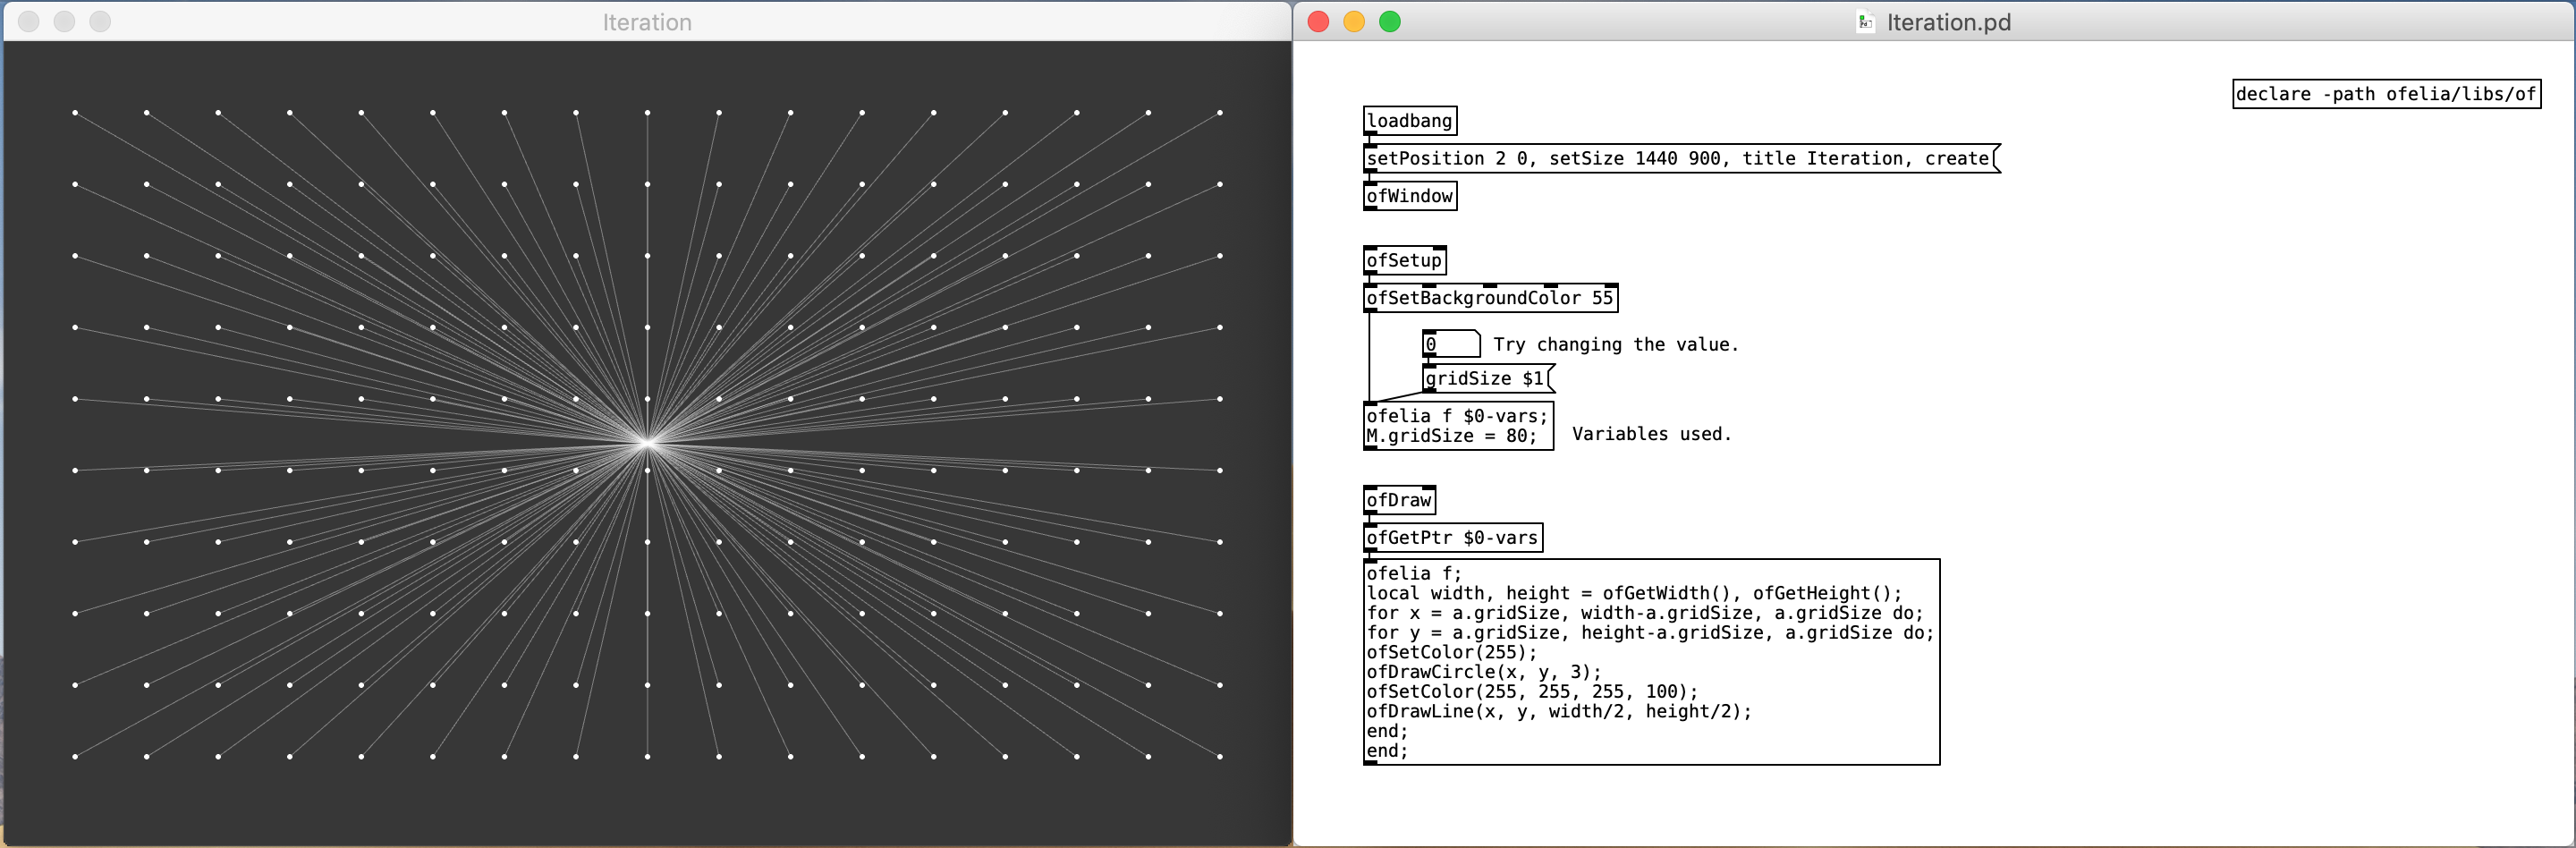 Iteration
Iteration.pd
declare -path ofelia/libs/of
loadbang
setPosition 2 0, setSize 1440 900, title Iteration, create
ofWindow
ofSetup
ofSetBackgroundColor 55
0
Try changing the value.
gridSize $1
ofelia f $0-vars;
M.gridSize = 80;
Variables used.
ofDraw
ofGetPtr $0-vars
ofelia f;
local width, height = ofGetWidth(), ofGetHeight();
for x = a.gridSize, width-a.gridSize, a.gridSize do;
for y = a.gridSize, height-a.gridSize, a.gridSize do;
ofSetColor(255);
ofDrawCircle(x, y, 3);
ofSetColor(255, 255, 255, 100);
ofDrawLine(x, y, width/2, height/2);
end;
end;